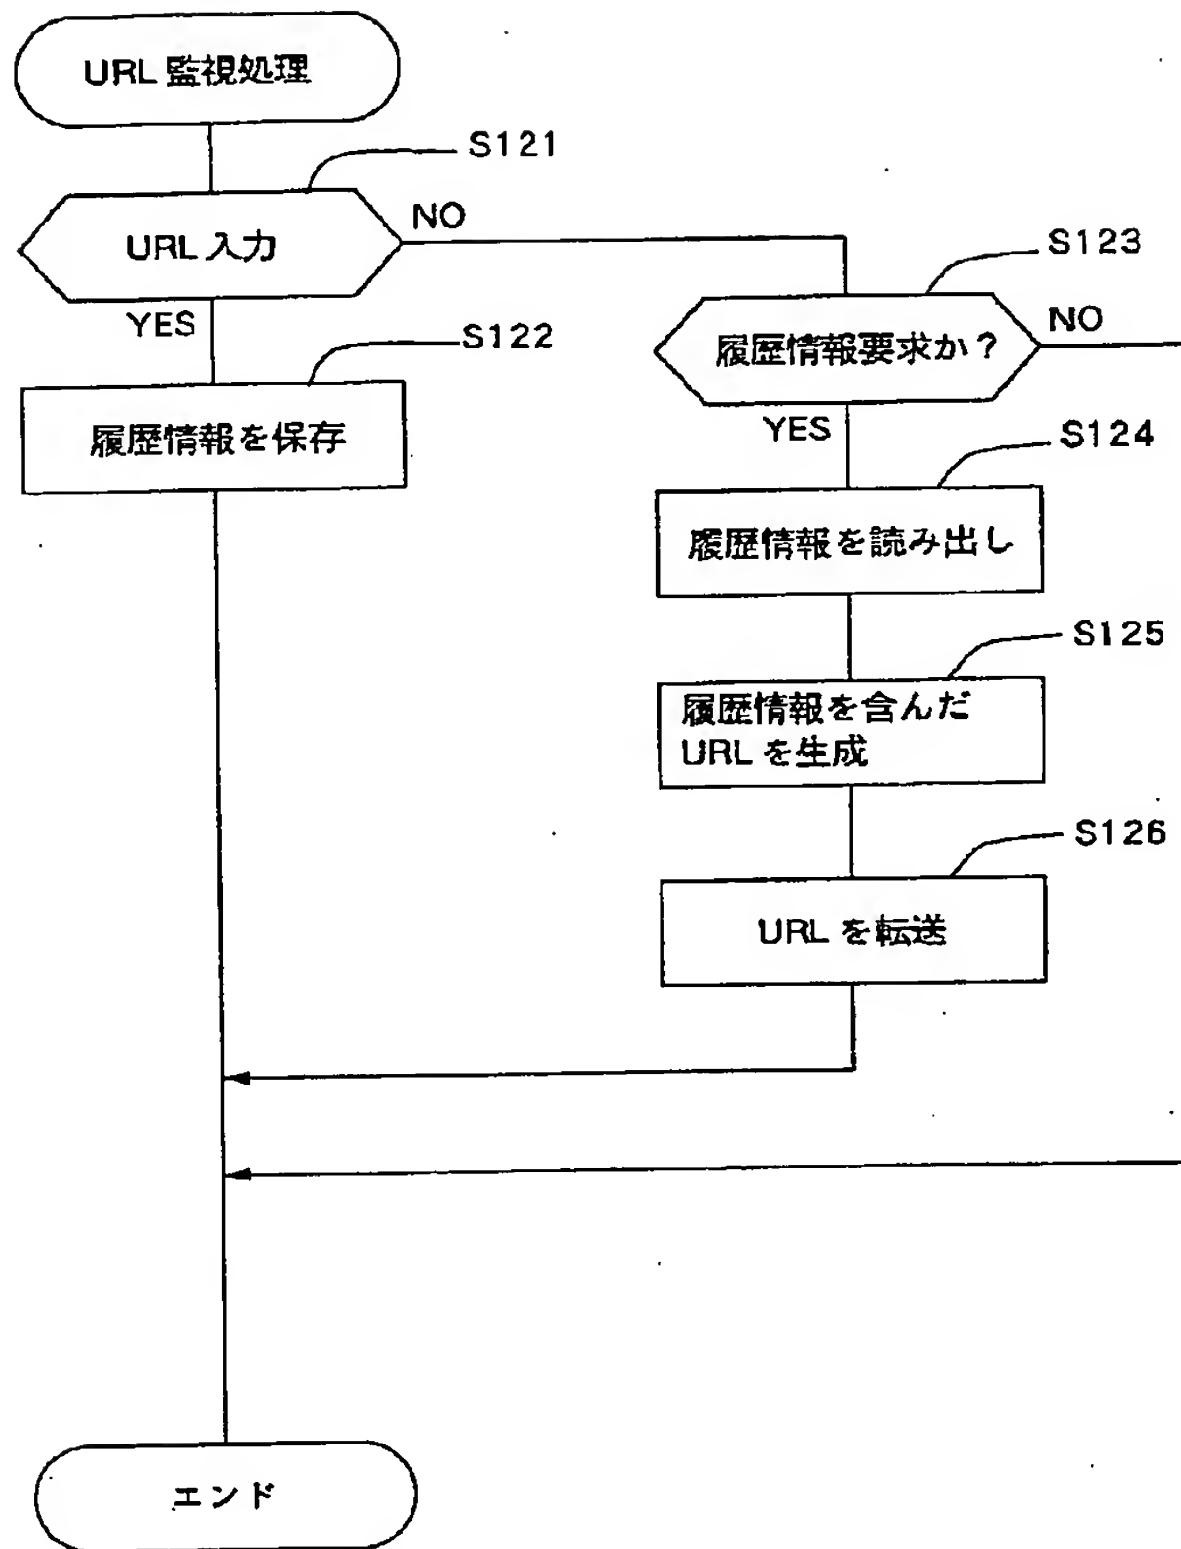 URL 監視処理
S121
URL 入力
NO
YES
S122
履歴情報を保存
S123
履歴情報要求か？
NO
YES
S124
履歴情報を読み出し
S125
履歴情報を含んだ
URL を生成
S126
URL を転送
エンド